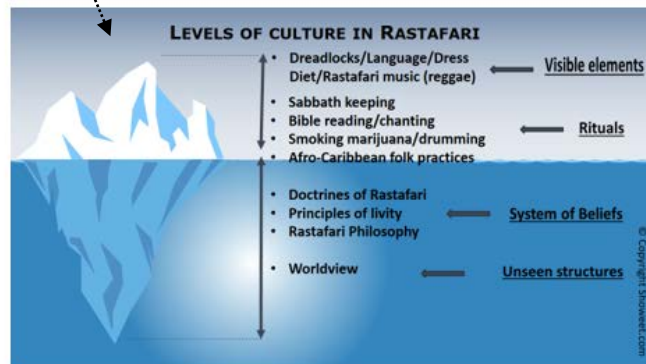 LEVELS OF CULTURE IN RASTAFARI
• Dreadlocks/Language/Dress
Diet/Rastafari music (reggae)
Visible elements
• Sabbath keeping
• Bible reading/chanting
• Smoking marijuana/drumming
• Afro-Caribbean folk practices
Rituals
• Doctrines of Rastafari
• Principles of livity
• Rastafari Philosophy
System of Beliefs
• Worldview
Unseen structures
© Copyright Showeet.com